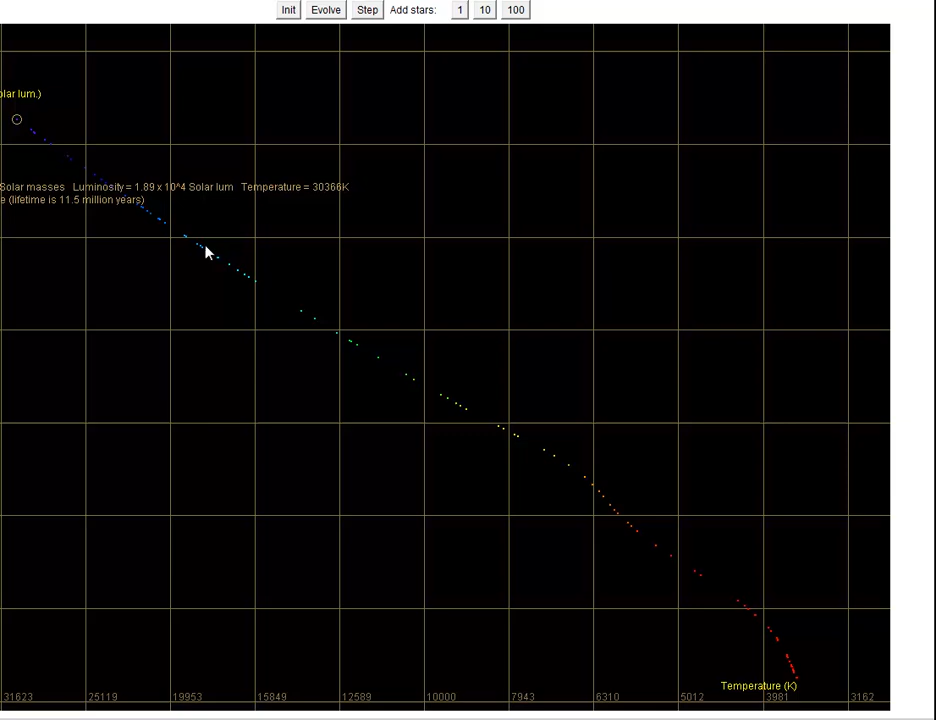 Init Evolve Step Add stars: 1 10 100
olar lum.)
Solar masses Luminosity = 1.89 x 10^4 Solar lum Temperature = 30366K
e (lifetime is 11.5 million years)
Temperature (K)
31623 25119 19953 15849 12589 10000 7943 6310 5012 3981 3162